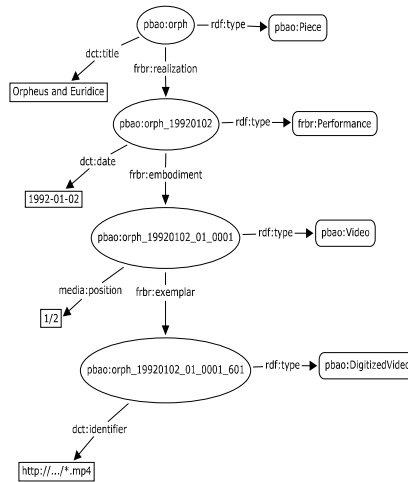 pbao:orph
rdf:type
pbao:Piece
dct:title
frbr:realization
Orpheus and Euridice
pbao:orph_19920102
rdf:type
frbr:Performance
dct:date
frbr:embodiment
1992-01-02
pbao:orph_19920102_01_0001
rdf:type
pbao:Video
media:position
frbr:exemplar
1/2
pbao:orph_19920102_01_0001_601
rdf:type
pbao:DigitizedVideo
dct:identifier
http://.../*.mp4